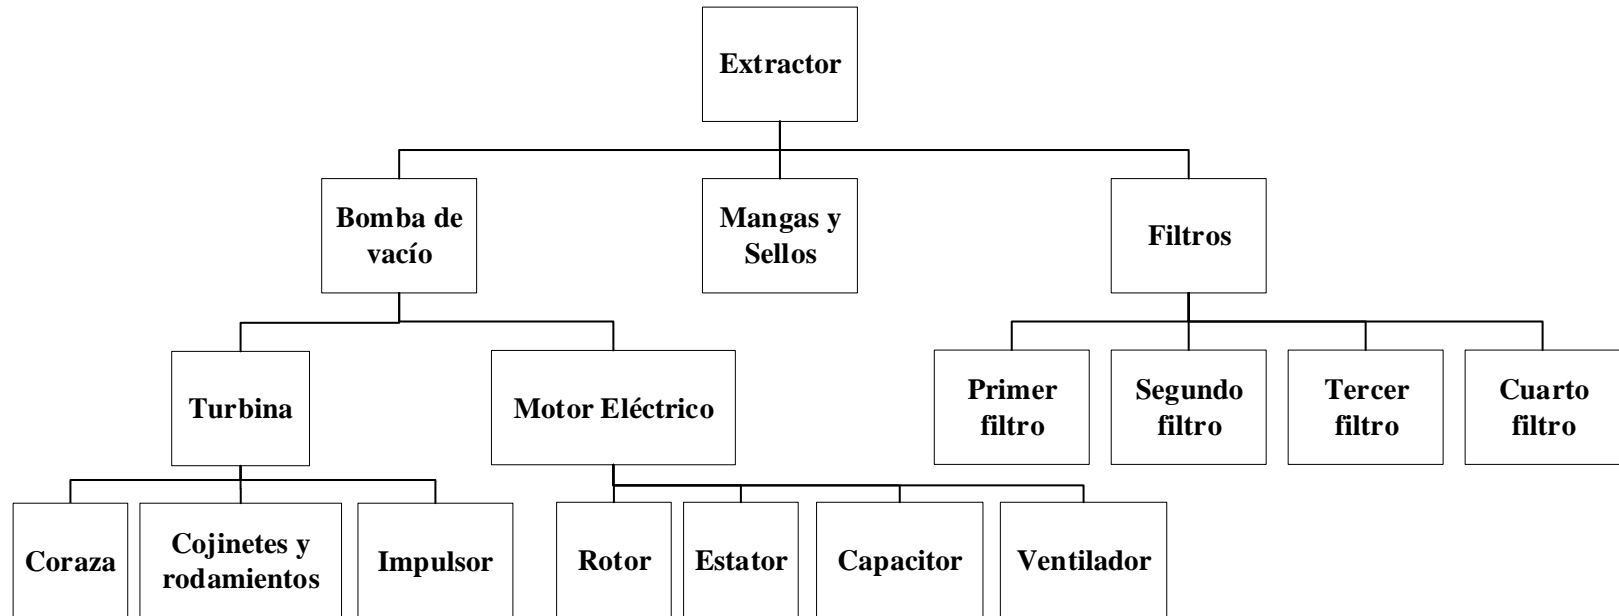 Extractor
Bomba de
vacío
Mangas y
Sellos
Filtros
Turbina
Motor Eléctrico
Primer
filtro
Segundo
filtro
Tercer
filtro
Cuarto
filtro
Coraza
Cojinetes y
rodamientos
Impulsor
Rotor
Estator
Capacitor
Ventilador